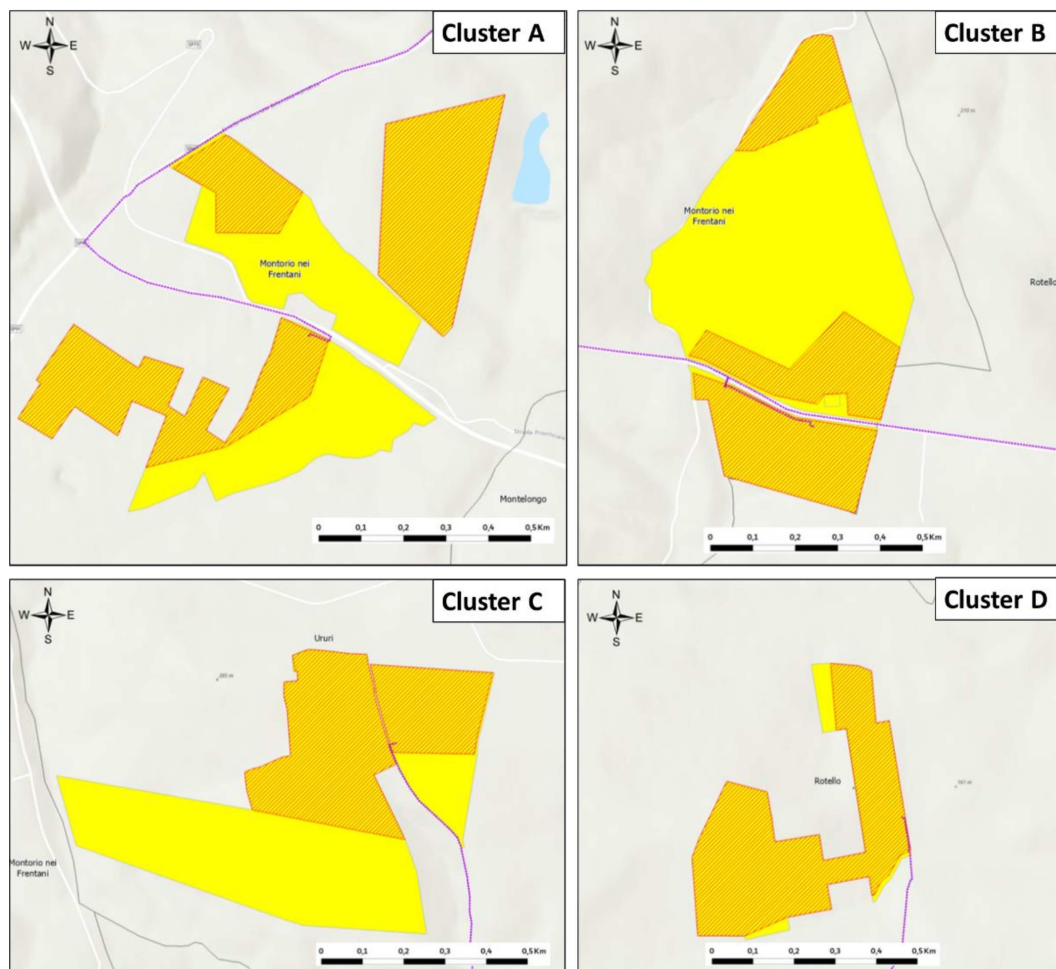 Cluster A
N
W E
S
Montorio nei
Frentani
Montelongo
0 0,1 0,2 0,3 0,4 0,5 Km
Cluster B
N
W E
S
Montorio nei
Frentani
Rotello
0 0,1 0,2 0,3 0,4 0,5 Km
Cluster C
N
W E
S
Ururi
Montorio nei
Frentani
0 0,1 0,2 0,3 0,4 0,5 Km
Cluster D
N
W E
S
Rotello
0 0,1 0,2 0,3 0,4 0,5 Km